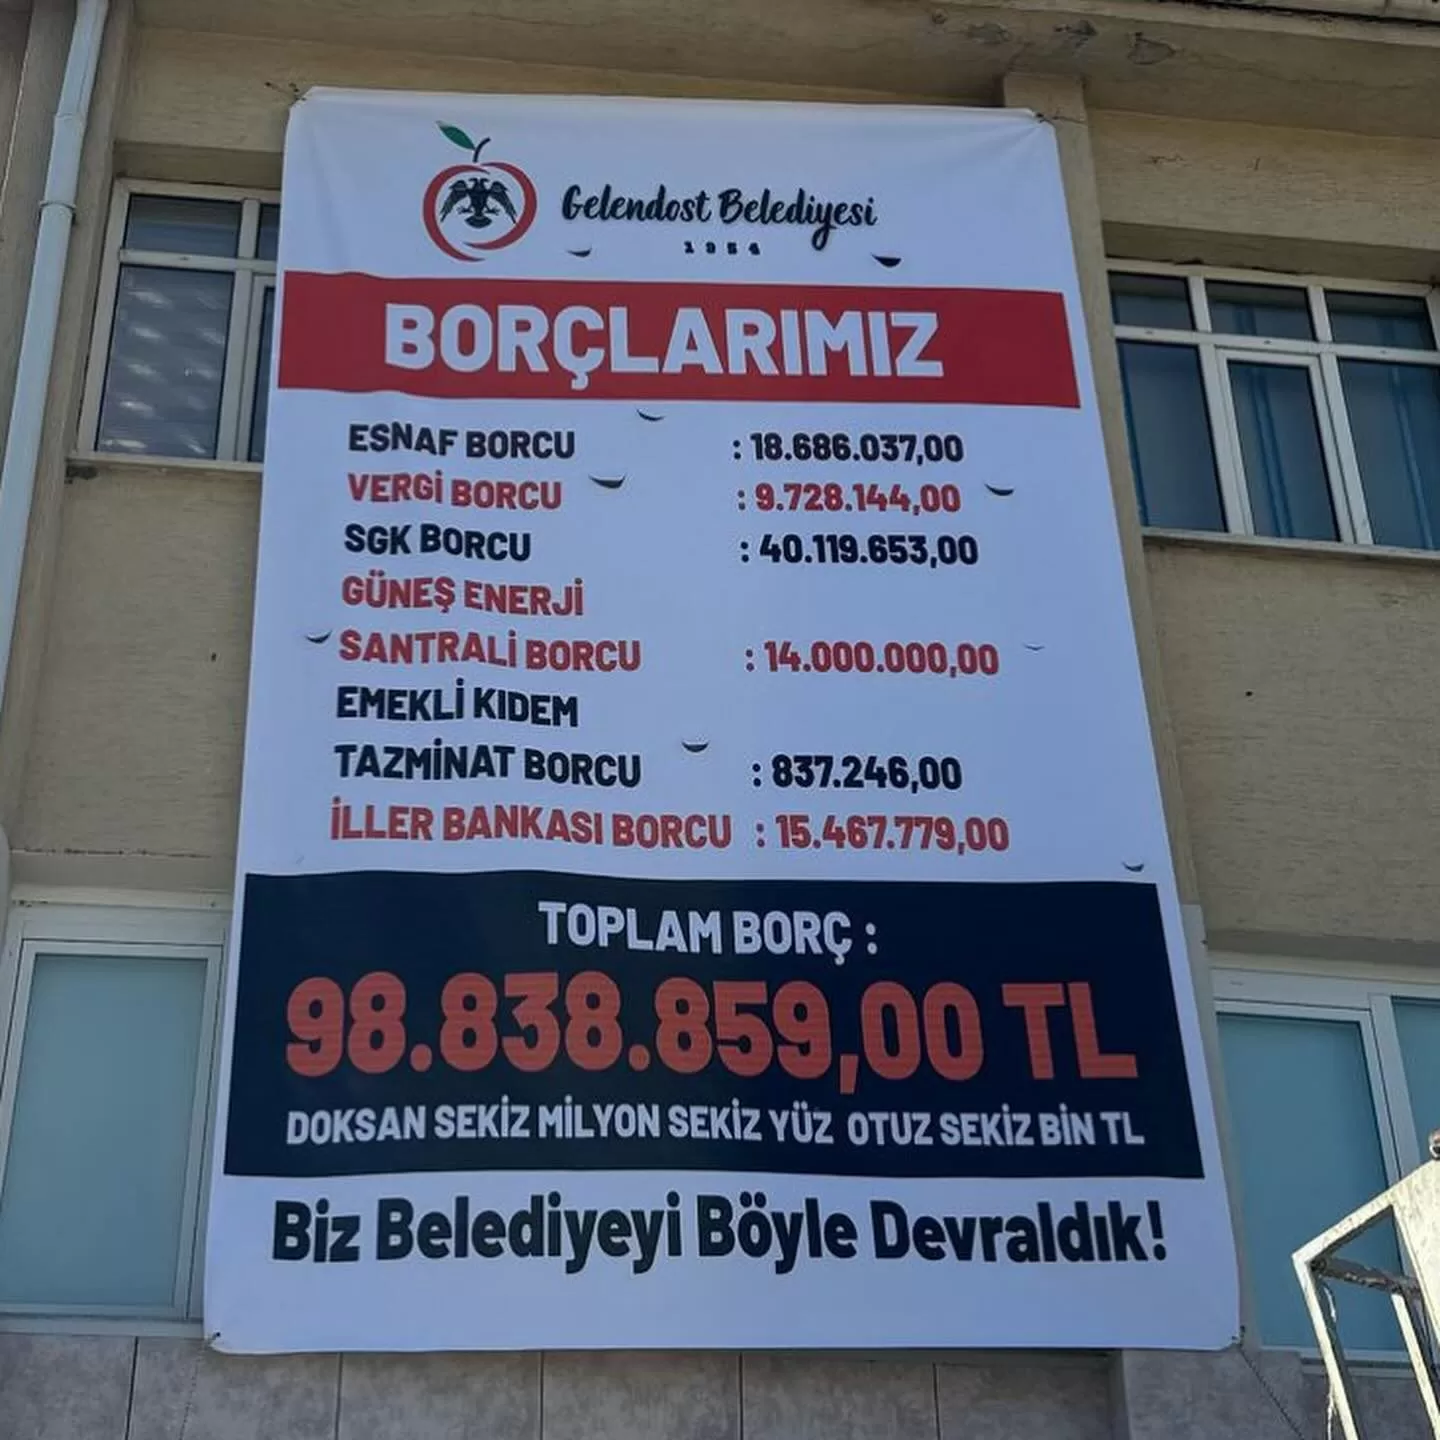 Gelendost Belediyesi
1954
BORÇLARIMIZ
ESNAF BORCU : 18.686.037,00
VERGİ BORCU : 9.728.144,00
SGK BORCU : 40.119.653,00
GÜNEŞ ENERJİ
SANTRALİ BORCU : 14.000.000,00
EMEKLİ KIDEM
TAZMİNAT BORCU : 837.246,00
İLLER BANKASI BORCU : 15.467.779,00
TOPLAM BORÇ :
98.838.859,00 TL
DOKSAN SEKİZ MİLYON SEKİZ YÜZ OTUZ SEKİZ BİN TL
Biz Belediyeyi Böyle Devraldık!